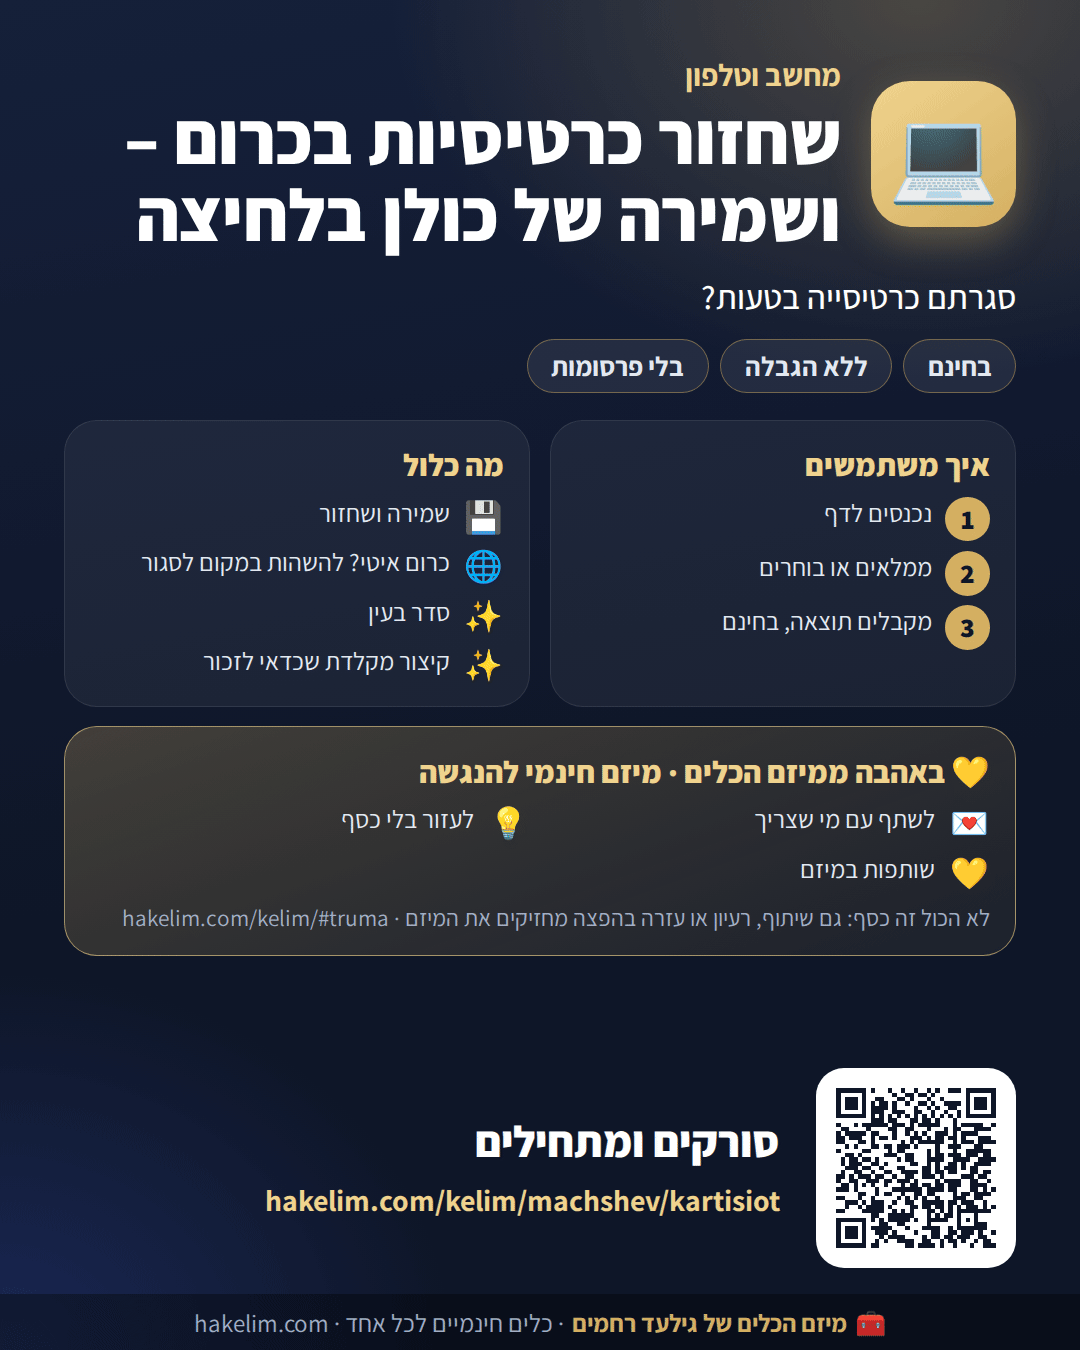 מחשב וטלפון
שחזור כרטיסיות בכרום –
ושמירה של כולן בלחיצה
סגרתם כרטיסייה בטעות?
בחינם
ללא הגבלה
בלי פרסומות
איך משתמשים
1 נכנסים לדף
2 ממלאים או בוחרים
3 מקבלים תוצאה, בחינם
מה כלול
שמירה ושחזור
כרום איטי? להשהות במקום לסגור
סדר בעין
קיצור מקלדת שכדאי לזכור
באהבה ממיזם הכלים · מיזם חינמי להנגשה
לשתף עם מי שצריך
לעזור בלי כסף
שותפות במיזם
לא הכול זה כסף: גם שיתוף, רעיון או עזרה בהפצה מחזיקים את המיזם · hakelim.com/kelim/#truma
סורקים ומתחילים
hakelim.com/kelim/machshev/kartisiot
מיזם הכלים של גילעד רחמים · כלים חינמיים לכל אחד · hakelim.com